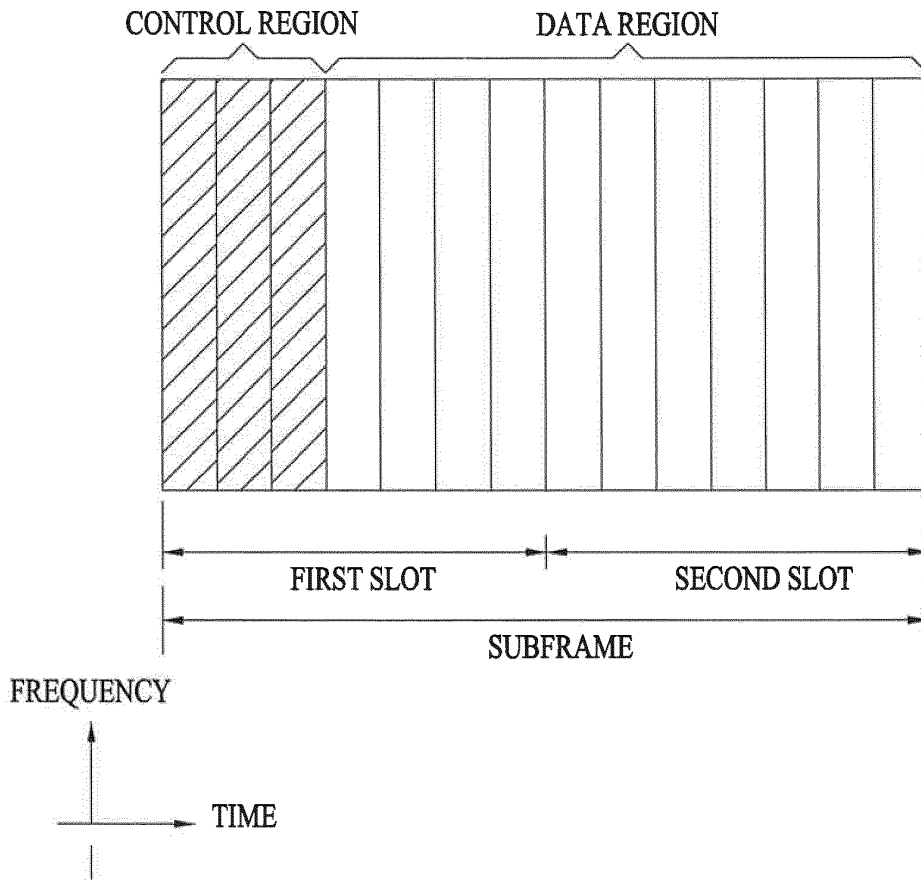 CONTROL REGION
DATA REGION
FIRST SLOT
SECOND SLOT
SUBFRAME
FREQUENCY
TIME